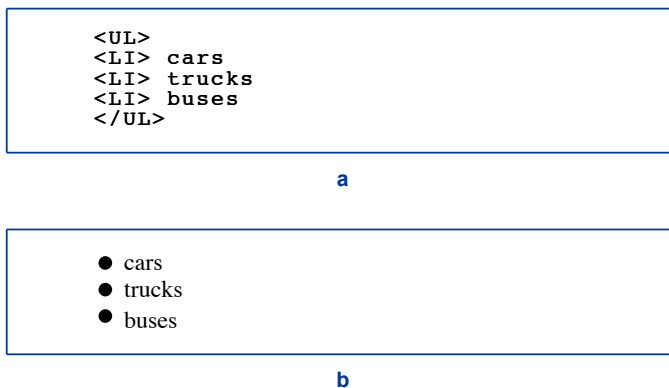 <UL>
<LI> cars
<LI> trucks
<LI> buses
</UL>
a
● cars
● trucks
● buses
b